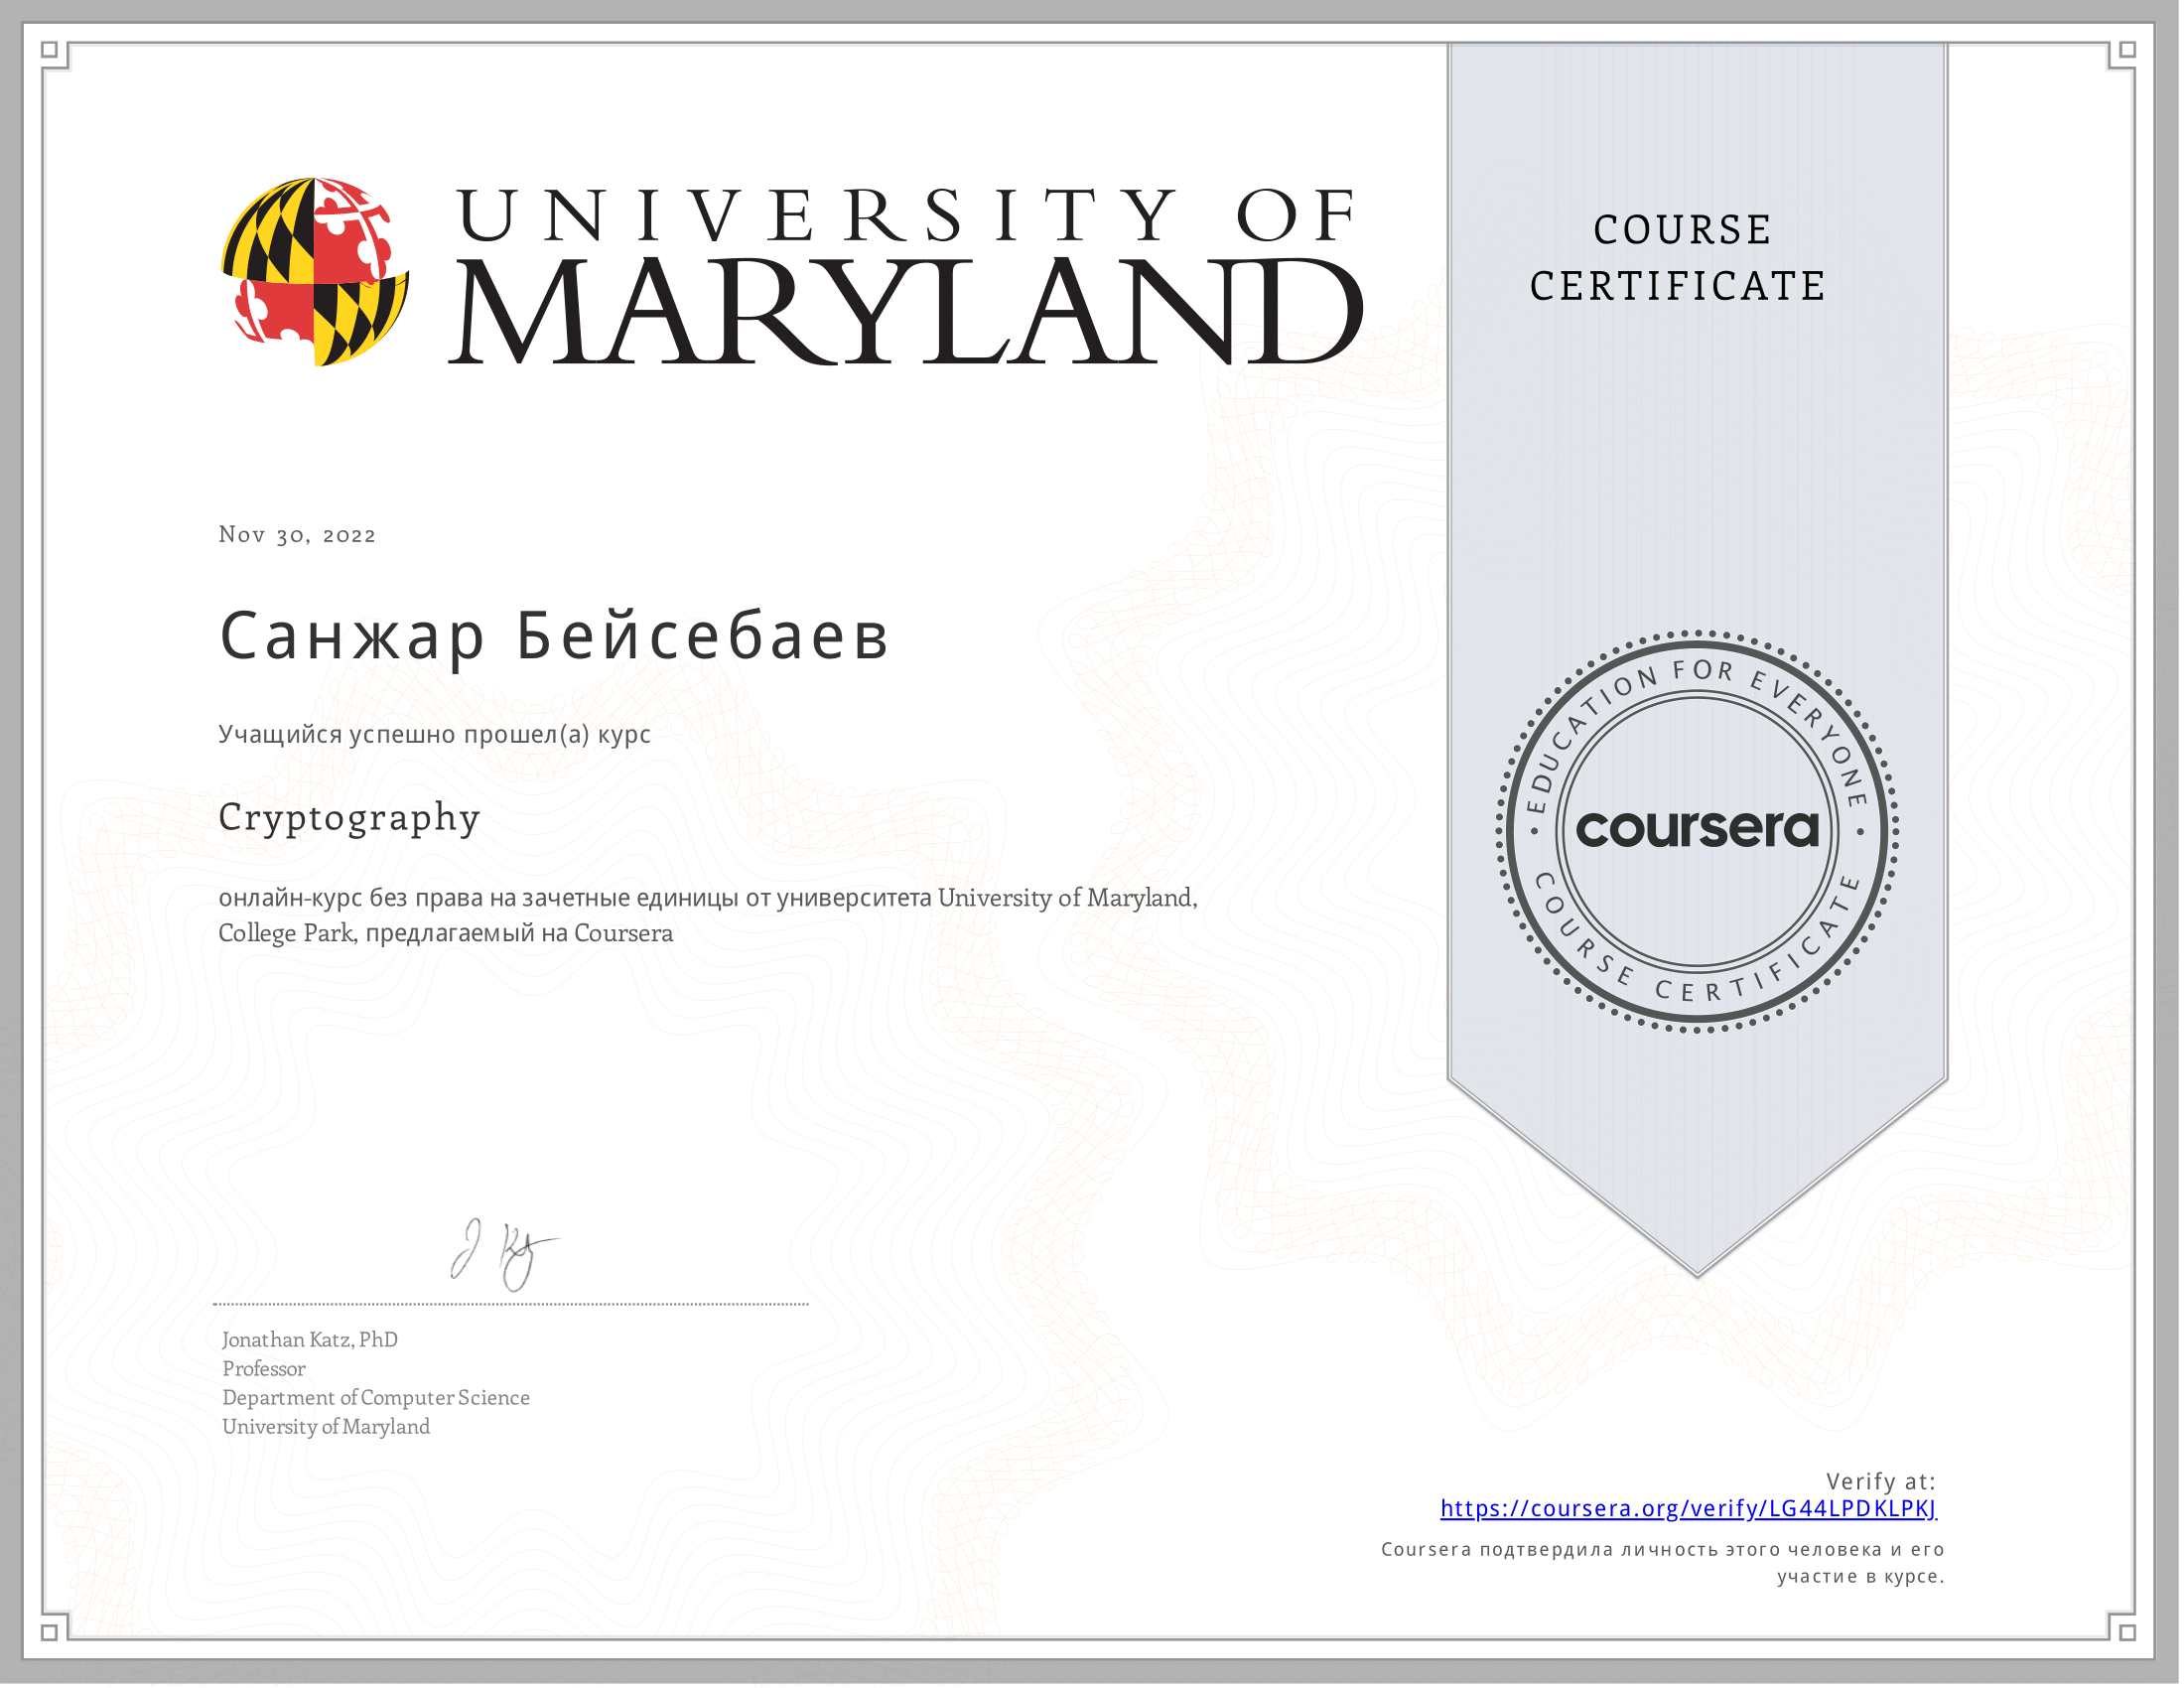 UNIVERSITY OF
MARYLAND
COURSE
CERTIFICATE
Nov 30, 2022
Санжар Бейсебаев
Учащийся успешно прошел(а) курс
Cryptography
онлайн-курс без права на зачетные единицы от университета University of Maryland,
College Park, предлагаемый на Coursera
EDUCATION FOR EVERYONE
coursera
COURSE CERTIFICATE
Jonathan Katz, PhD
Professor
Department of Computer Science
University of Maryland
Verify at:
https://coursera.org/verify/LG44LPDKLPKJ
Coursera подтвердила личность этого человека и его
участие в курсе.